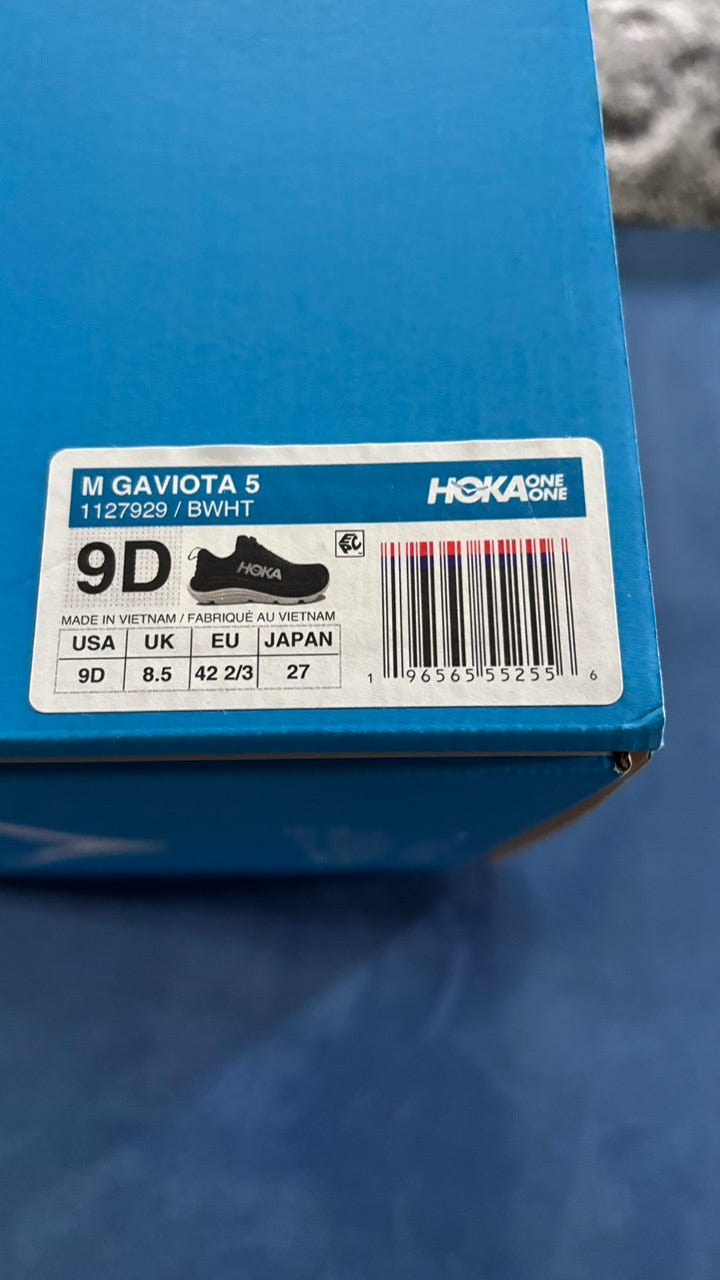 M GAVIOTA 5
1127929 / BWHT
HOKA ONE ONE
9D
HOKA
EPC
MADE IN VIETNAM / FABRIQUÉ AU VIETNAM
USA UK EU JAPAN
9D 8.5 42 2/3 27
1 96565 55255 6